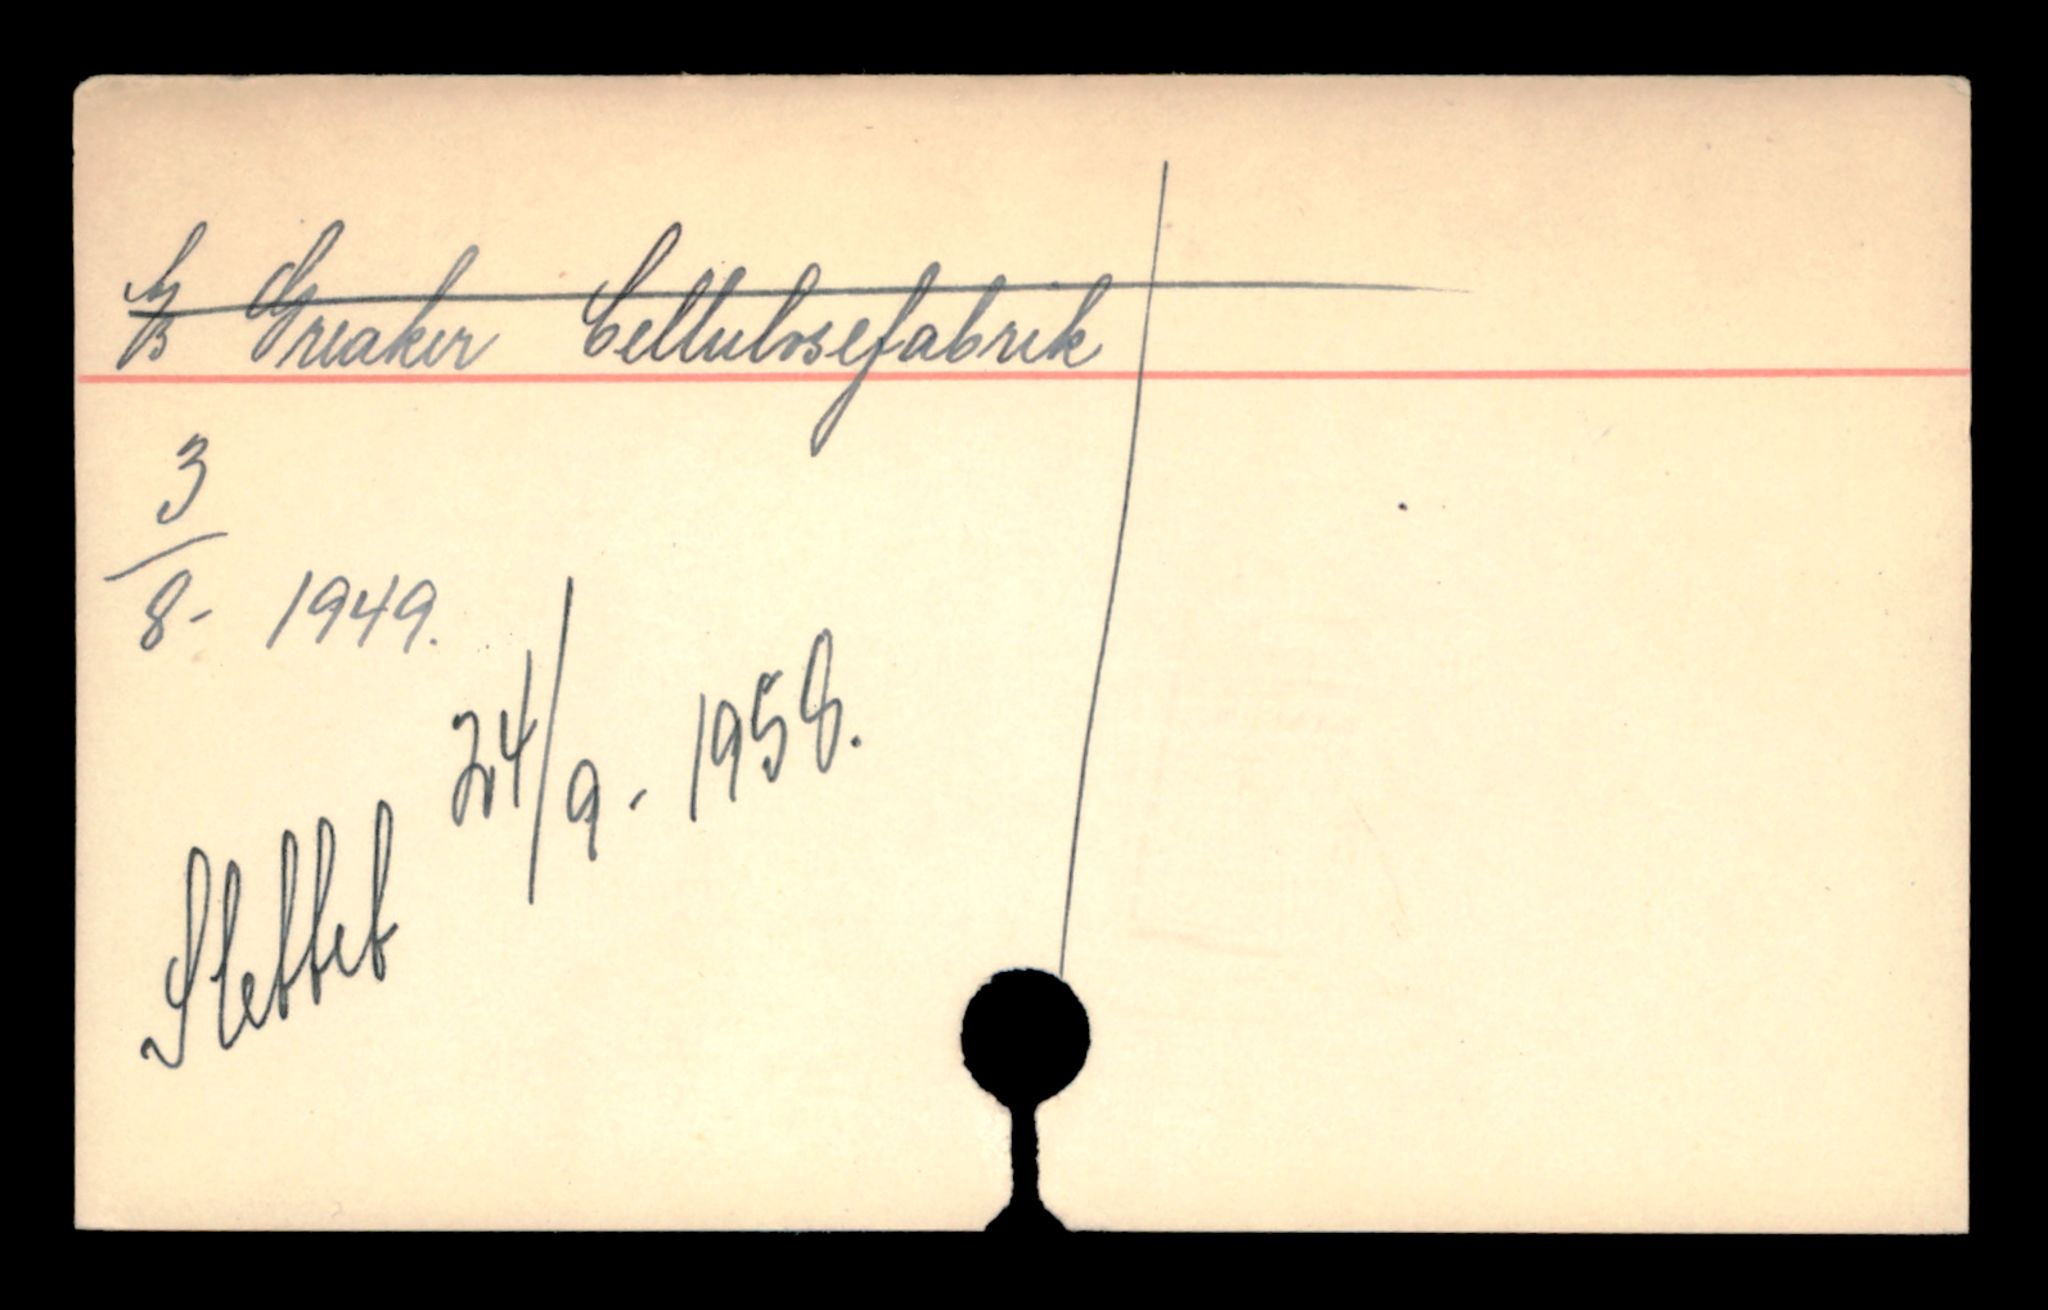 A/B Greaker Cellulosefabrik
3/8- 1949.
24/9. 1958.
Slettet